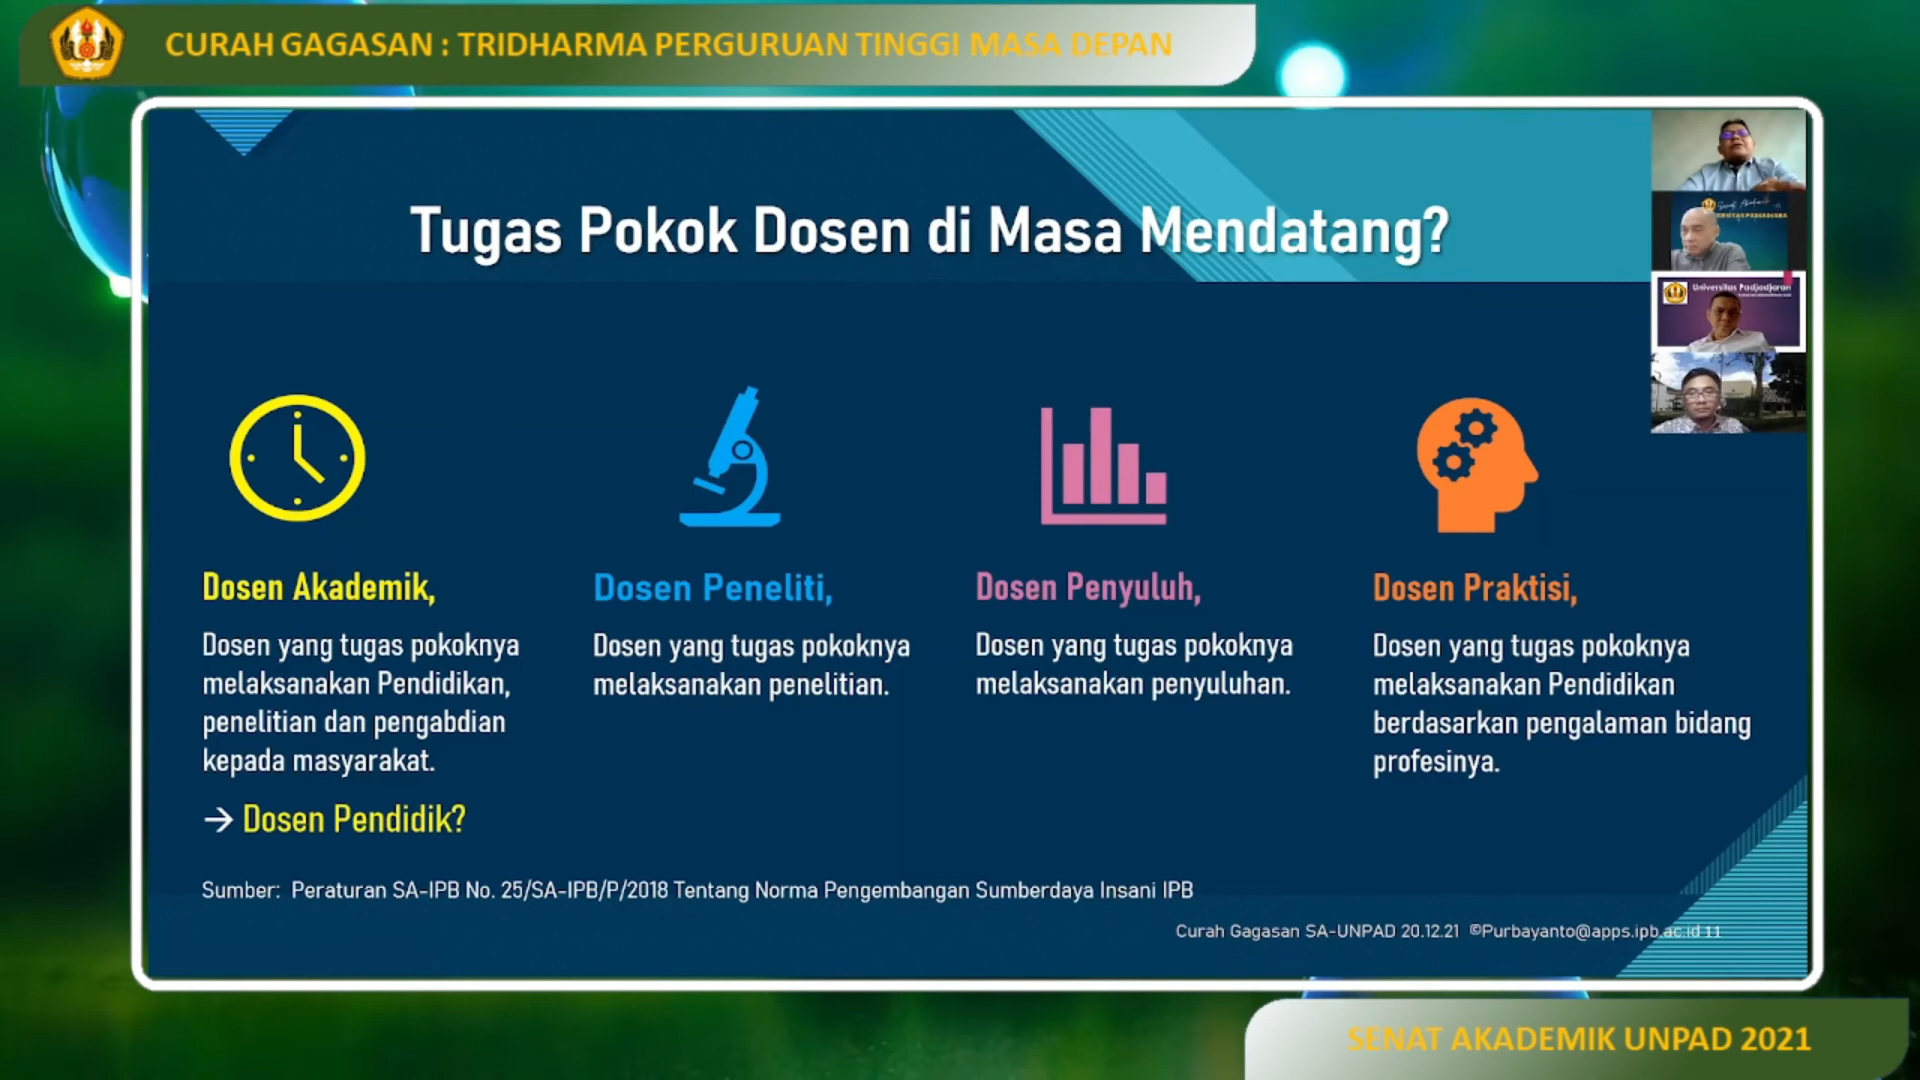 CURAH GAGASAN : TRIDHARMA PERGURUAN TINGGI MASA DEPAN
Tugas Pokok Dosen di Masa Mendatang?
Universitas Padjadjaran
Dosen Akademik,
Dosen yang tugas pokoknya
melaksanakan Pendidikan,
penelitian dan pengabdian
kepada masyarakat.
→ Dosen Pendidik?
Dosen Peneliti,
Dosen yang tugas pokoknya
melaksanakan penelitian.
Dosen Penyuluh,
Dosen yang tugas pokoknya
melaksanakan penyuluhan.
Dosen Praktisi,
Dosen yang tugas pokoknya
melaksanakan Pendidikan
berdasarkan pengalaman bidang
profesinya.
Sumber: Peraturan SA-IPB No. 25/SA-IPB/P/2018 Tentang Norma Pengembangan Sumberdaya Insani IPB
Curah Gagasan SA-UNPAD 20.12.21 ©Purbayanto@apps.ipb.ac.id 11
SENAT AKADEMIK UNPAD 2021